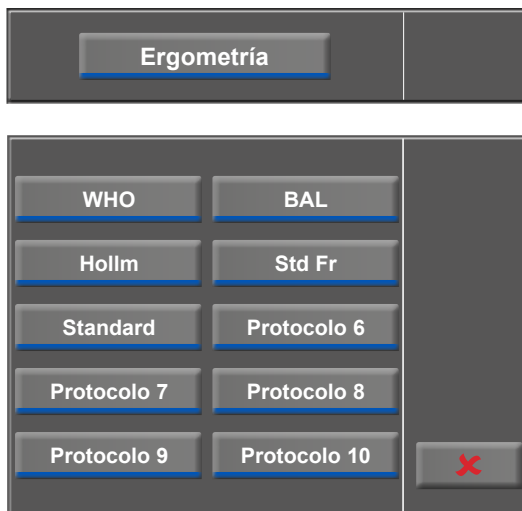 Ergometría
WHO BAL
Hollm Std Fr
Standard Protocolo 6
Protocolo 7 Protocolo 8
Protocolo 9 Protocolo 10